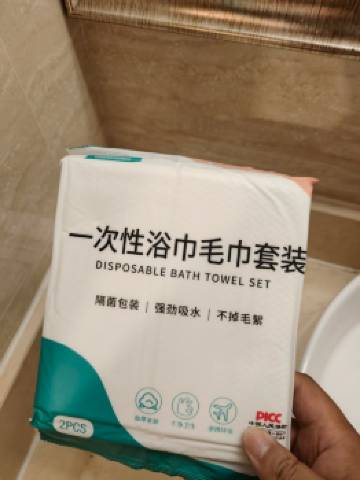 一次性浴巾毛巾套装
DISPOSABLE BATH TOWEL SET
隔菌包装 | 强劲吸水 | 不掉毛絮
2PCS
PICC